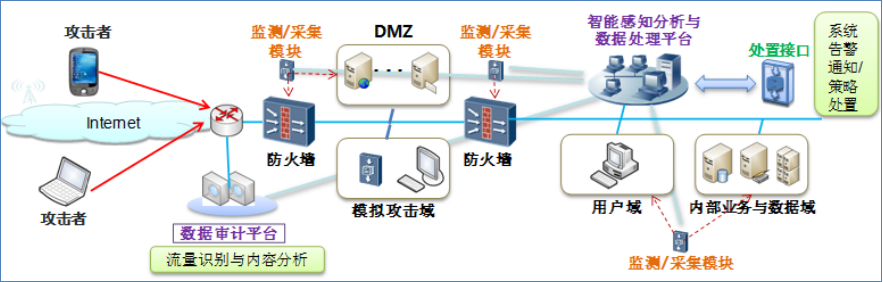 攻击者
监测/采集
模块
DMZ
监测/采集
模块
智能感知分析与
数据处理平台
处置接口
系统
告警
通知/
策略
处置
Internet
防火墙
防火墙
攻击者
模拟攻击域
用户域
内部业务与数据域
数据审计平台
流量识别与内容分析
监测/采集模块